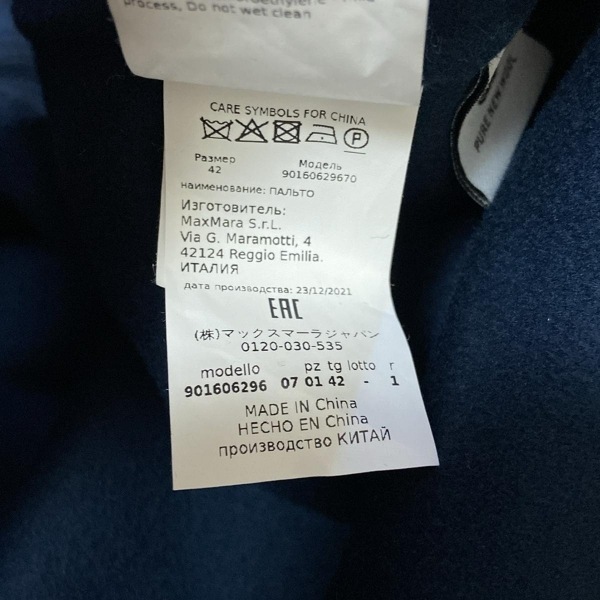 process, Do not wet clean
CARE SYMBOLS FOR CHINA
P
Размер
42
Модель
90160629670
наименование: ПАЛЬТО
Изготовитель:
MaxMara S.r.L.
Via G. Maramotti, 4
42124 Reggio Emilia.
ИТАЛИЯ
дата производства: 23/12/2021
EAC
(株)マックスマーラジャパン
0120-030-535
modello pz tg lotto r
901606296 07 01 42 - 1
MADE IN China
HECHO EN China
производство КИТАЙ
PURE NEW WOOL